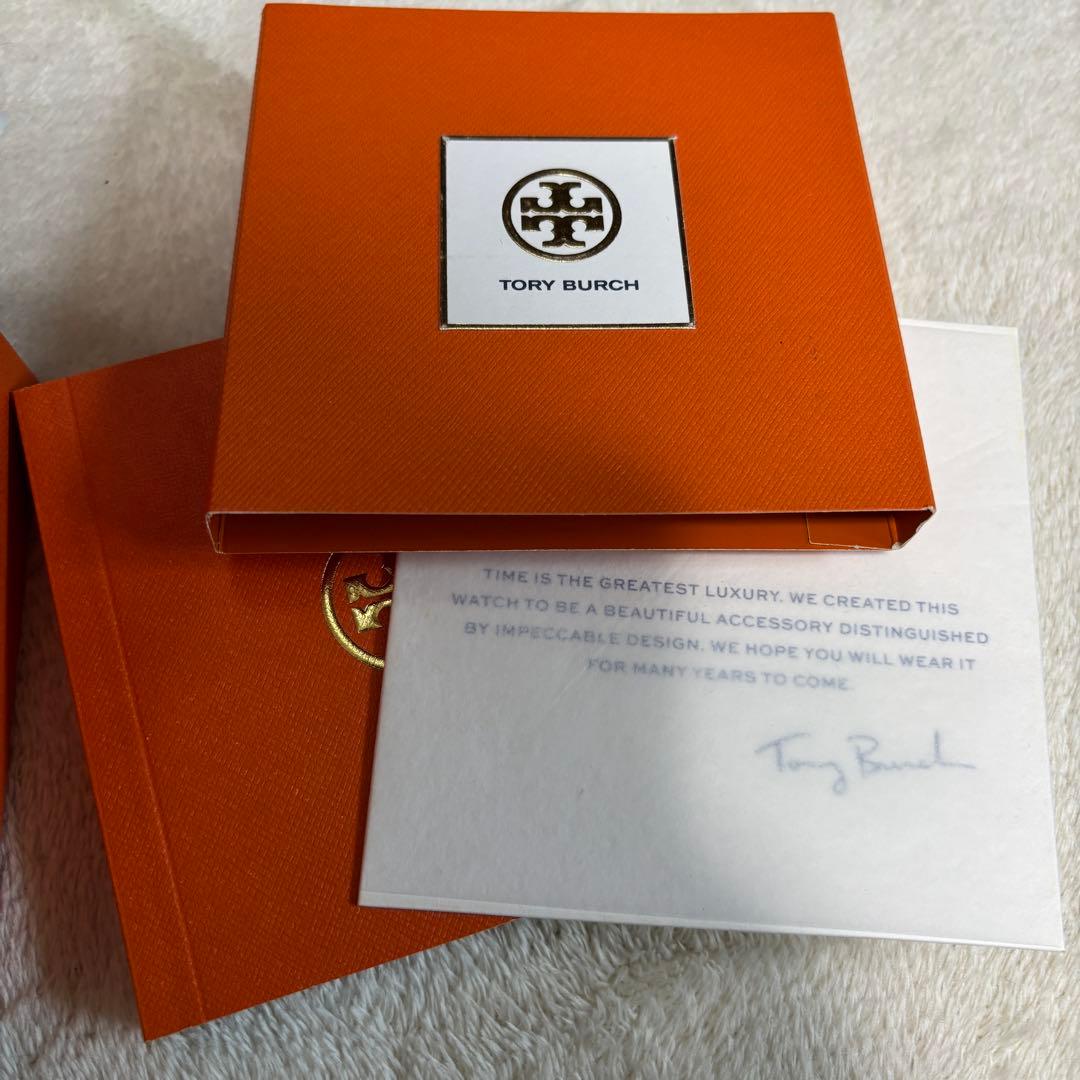 TORY BURCH
TIME IS THE GREATEST LUXURY. WE CREATED THIS
WATCH TO BE A BEAUTIFUL ACCESSORY DISTINGUISHED
BY IMPECCABLE DESIGN. WE HOPE YOU WILL WEAR IT
FOR MANY YEARS TO COME.
Tory Burch